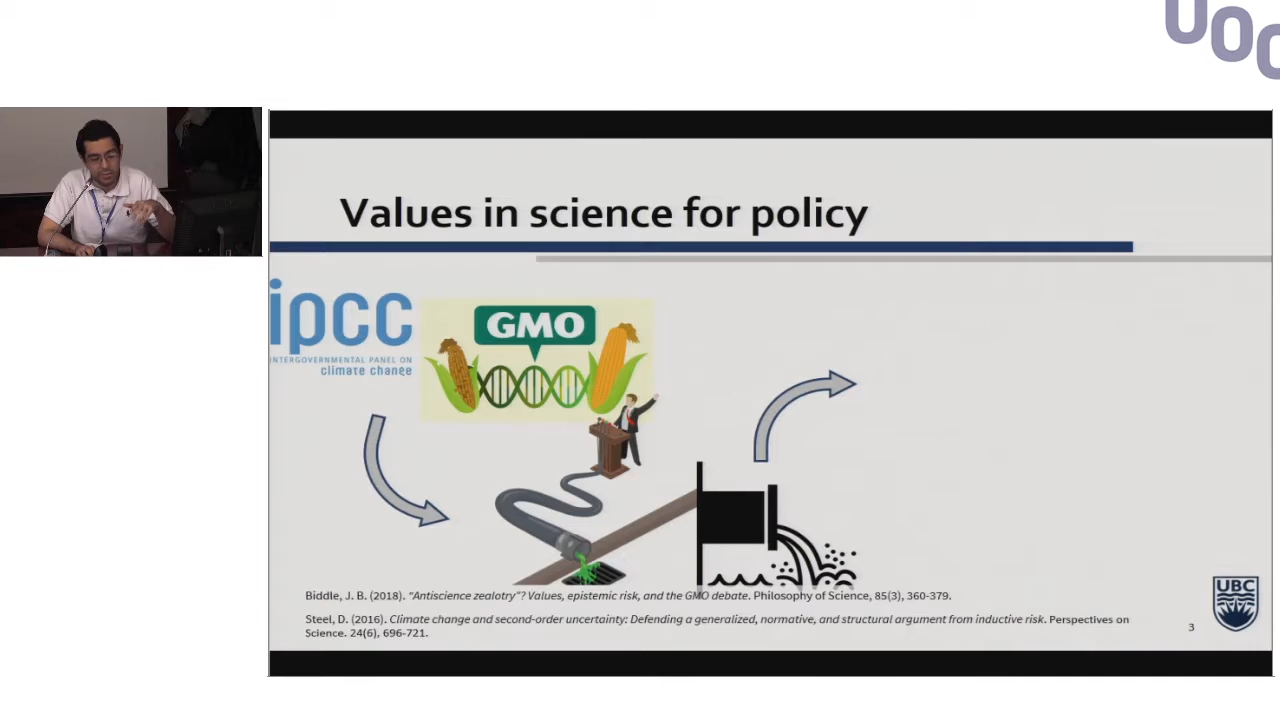 UOC
Values in science for policy
ipcc
INTERGOVERNMENTAL PANEL ON
climate change
GMO
Biddle, J. B. (2018). “Antiscience zealotry”? Values, epistemic risk, and the GMO debate. Philosophy of Science, 85(3), 360-379.
Steel, D. (2016). Climate change and second-order uncertainty: Defending a generalized, normative, and structural argument from inductive risk. Perspectives on
Science. 24(6), 696-721.
3
UBC